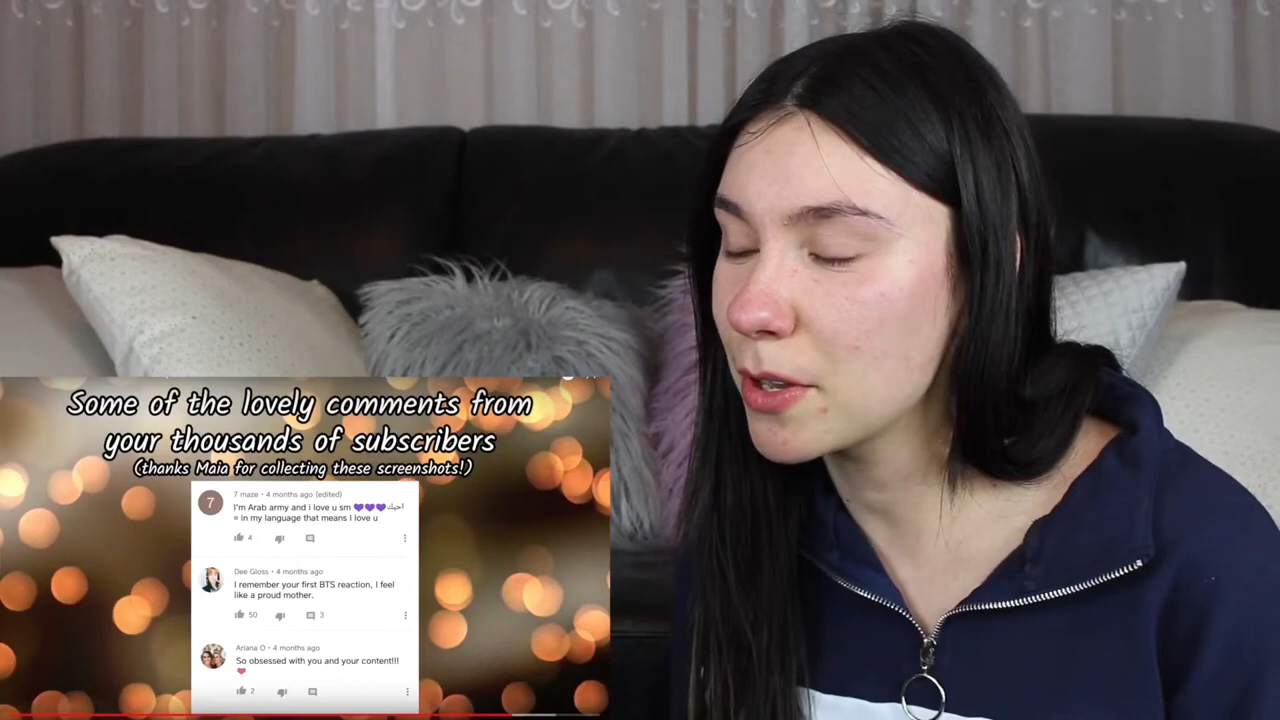 Some of the lovely comments from
your thousands of subscribers
(thanks Maia for collecting these screenshots!)
7
7 maze • 4 months ago (edited)
I'm Arab army and i love u sm 💜💜💜احبك
= in my language that means I love u
4
Dee Gloss • 4 months ago
I remember your first BTS reaction, I feel
like a proud mother.
50 3
Ariana O • 4 months ago
So obsessed with you and your content!!!
❤
2